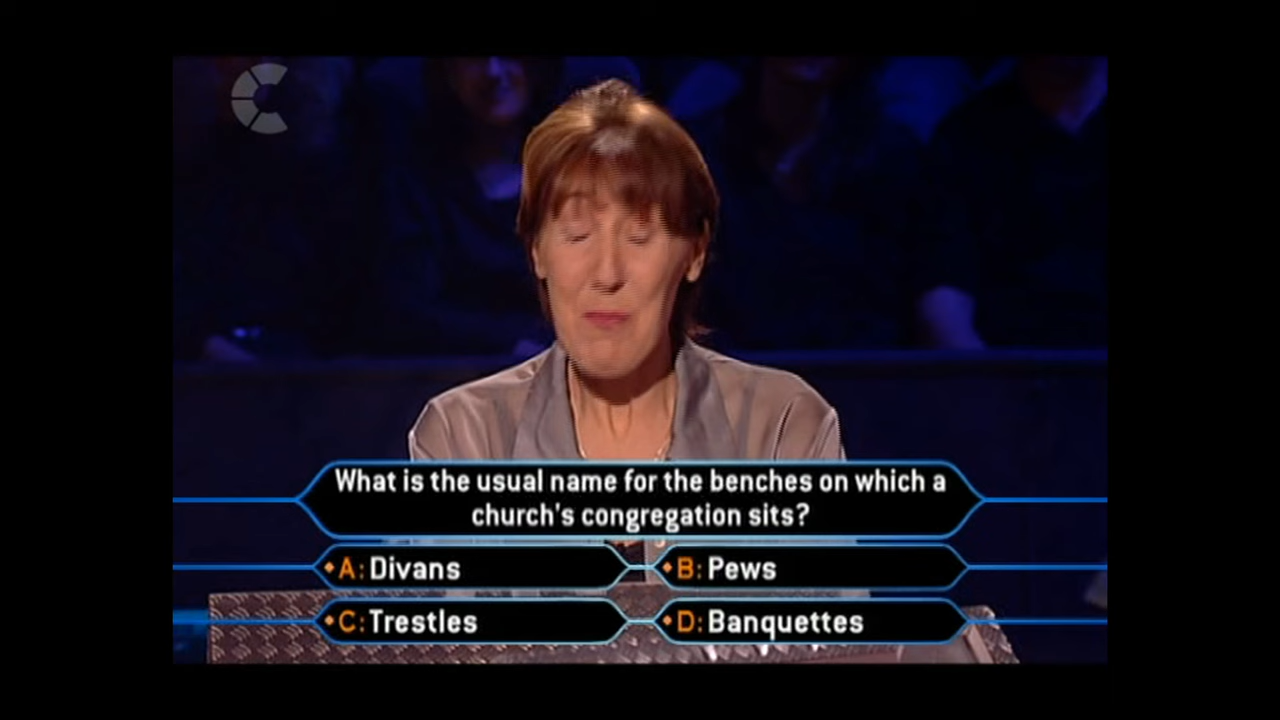 What is the usual name for the benches on which a
church's congregation sits?
A: Divans
B: Pews
C: Trestles
D: Banquettes